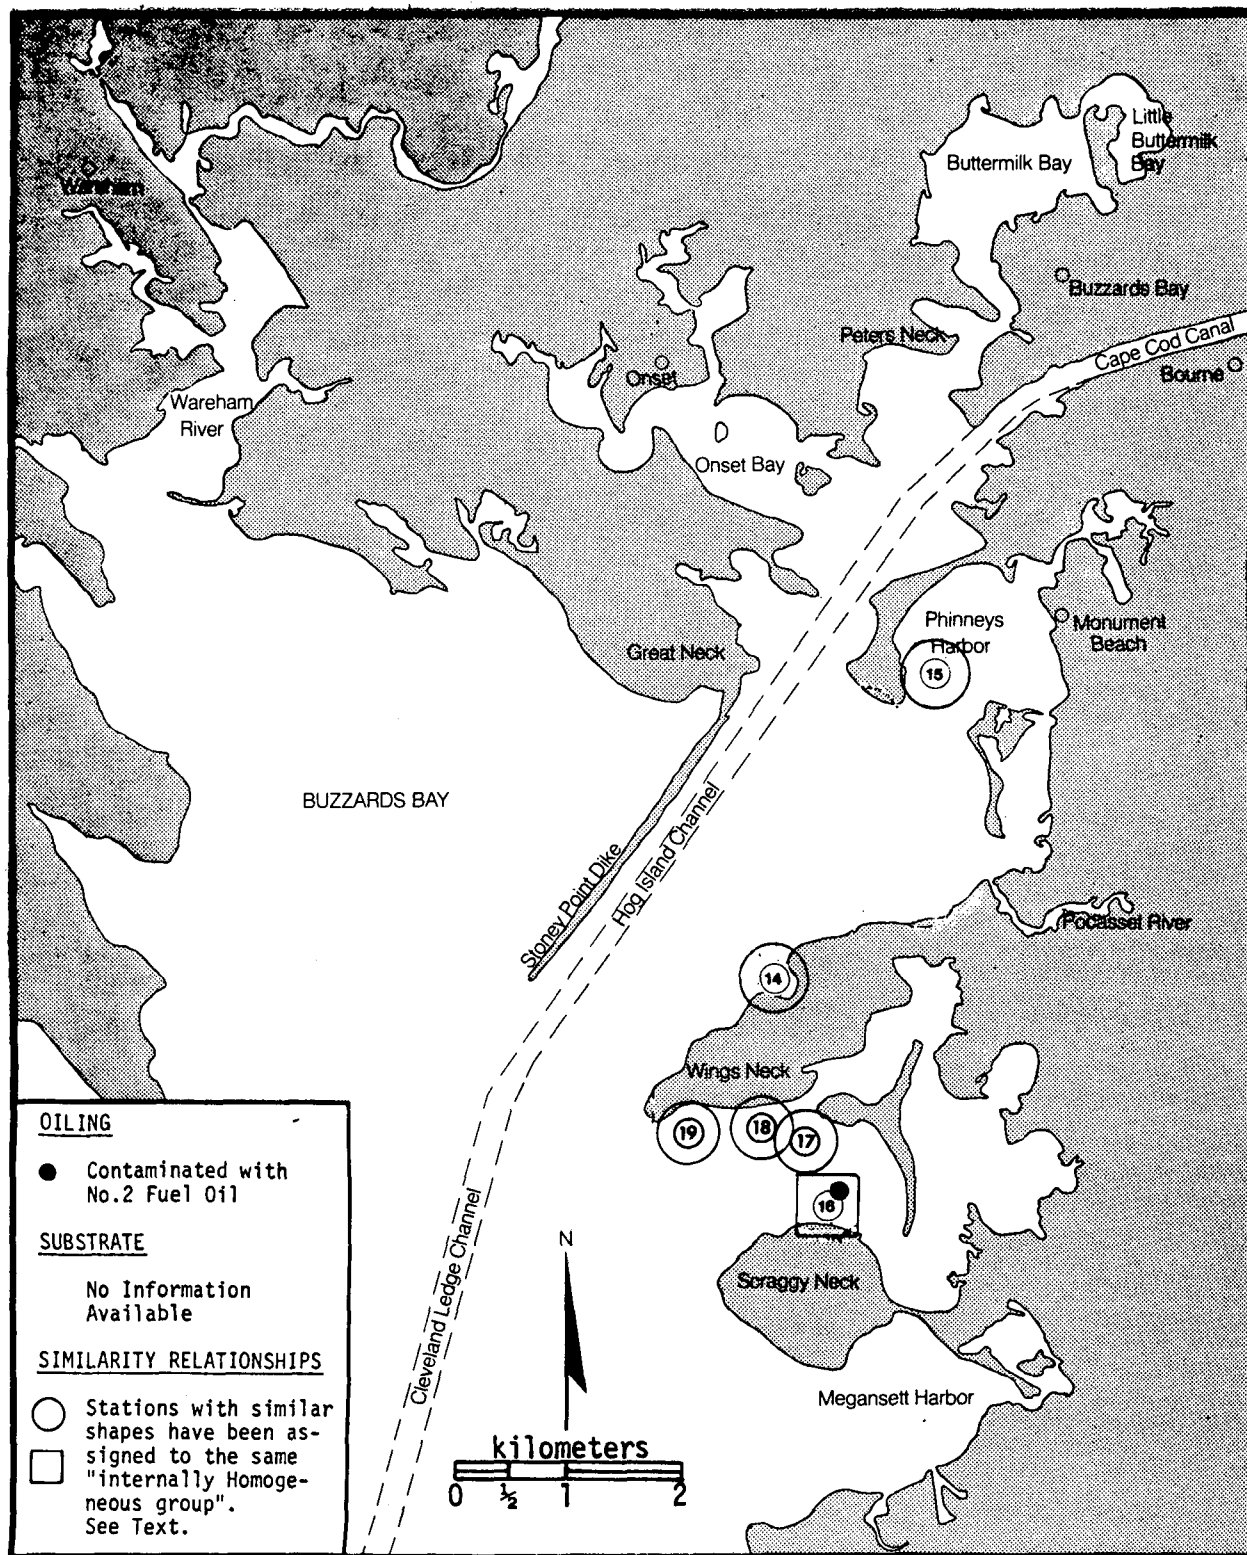 Little
Buttermilk
Bay
Buttermilk Bay
Wareham
Buzzards Bay
Peters Neck
Cape Cod Canal
Bourne
Onset
Wareham
River
Onset Bay
Phinneys
Harbor
Monument
Beach
Great Neck
15
BUZZARDS BAY
Stoney Point Dike
Hog Island Channel
Pocasset River
14
Wings Neck
19
18
17
16
Scraggy Neck
Cleveland Ledge Channel
Megansett Harbor
N
kilometers
0 ½ 1 2
OILING
Contaminated with
No.2 Fuel Oil
SUBSTRATE
No Information
Available
SIMILARITY RELATIONSHIPS
Stations with similar
shapes have been as-
signed to the same
"internally Homoge-
neous group".
See Text.